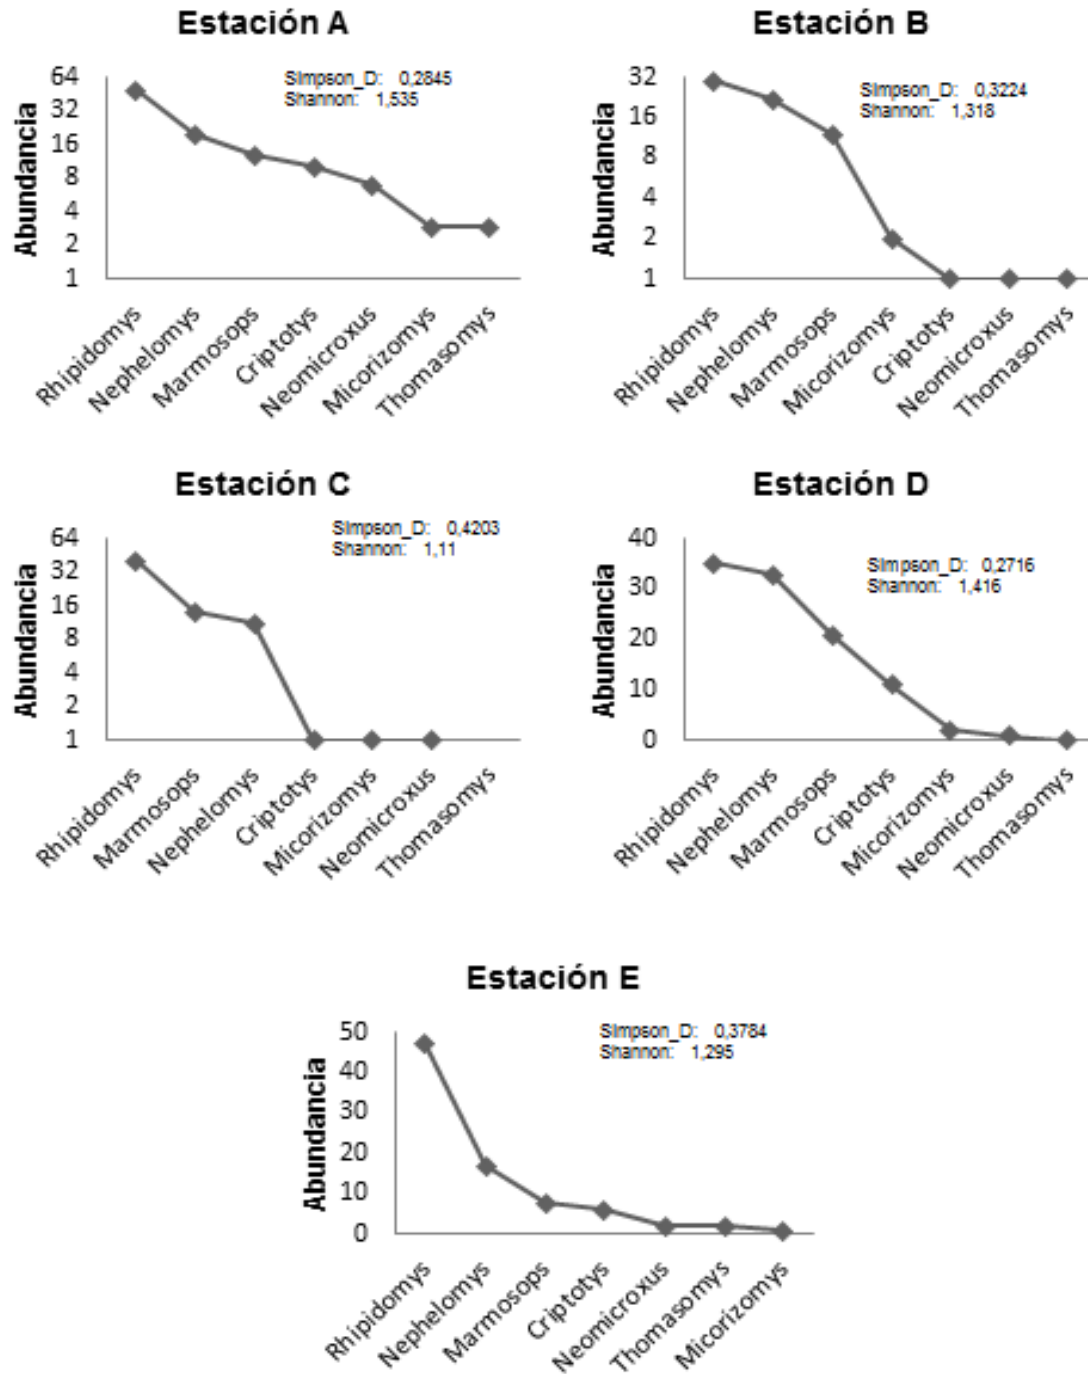 Estación A
Simpson_D: 0,2845
Shannon: 1,535
Abundancia
64
32
16
8
4
2
1
Rhipidomys
Nephelomys
Marmosops
Criptotys
Neomicroxus
Micorizomys
Thomasomys
Estación B
Simpson_D: 0,3224
Shannon: 1,318
Abundancia
32
16
8
4
2
1
Rhipidomys
Nephelomys
Marmosops
Micorizomys
Criptotys
Neomicroxus
Thomasomys
Estación C
Simpson_D: 0,4203
Shannon: 1,11
Abundancia
64
32
16
8
4
2
1
Rhipidomys
Marmosops
Nephelomys
Criptotys
Micorizomys
Neomicroxus
Thomasomys
Estación D
Simpson_D: 0,2716
Shannon: 1,416
Abundancia
40
30
20
10
0
Rhipidomys
Nephelomys
Marmosops
Criptotys
Micorizomys
Neomicroxus
Thomasomys
Estación E
Simpson_D: 0,3784
Shannon: 1,295
Abundancia
50
40
30
20
10
0
Rhipidomys
Nephelomys
Marmosops
Criptotys
Neomicroxus
Thomasomys
Micorizomys